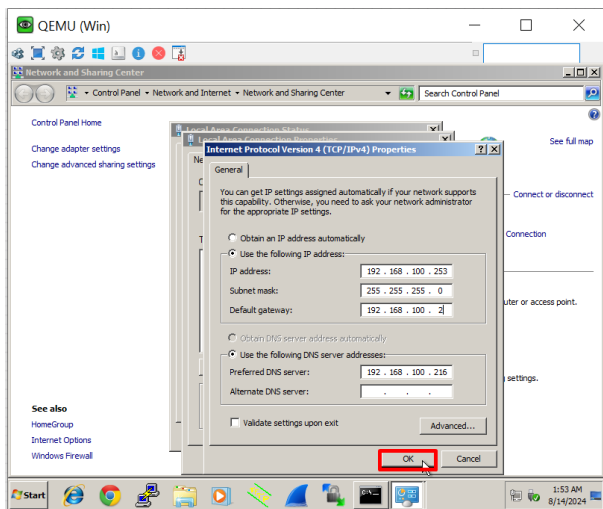 QEMU (Win)
Network and Sharing Center
Control Panel
Network and Internet
Network and Sharing Center
Search Control Panel
Control Panel Home
Change adapter settings
Change advanced sharing settings
See full map
Connect or disconnect
Connection
uter or access point.
settings.
Local Area Connection Status
Local Area Connection Properties
Ne
C
T
Internet Protocol Version 4 (TCP/IPv4) Properties
General
You can get IP settings assigned automatically if your network supports
this capability. Otherwise, you need to ask your network administrator
for the appropriate IP settings.
Obtain an IP address automatically
Use the following IP address:
IP address: 192 . 168 . 100 . 253
Subnet mask: 255 . 255 . 255 . 0
Default gateway: 192 . 168 . 100 . 2
Obtain DNS server address automatically
Use the following DNS server addresses:
Preferred DNS server: 192 . 168 . 100 . 216
Alternate DNS server: . . .
Validate settings upon exit
Advanced...
OK
Cancel
See also
HomeGroup
Internet Options
Windows Firewall
Start
1:53 AM
8/14/2024